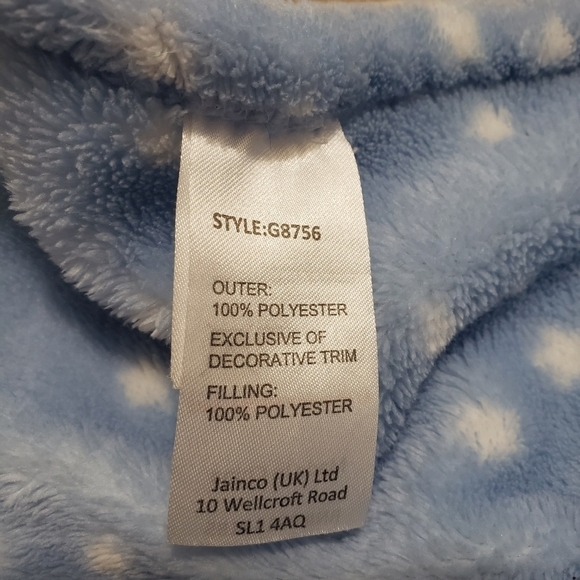 STYLE:G8756
OUTER:
100% POLYESTER
EXCLUSIVE OF
DECORATIVE TRIM
FILLING:
100% POLYESTER
Jainco (UK) Ltd
10 Wellcroft Road
SL1 4AQ